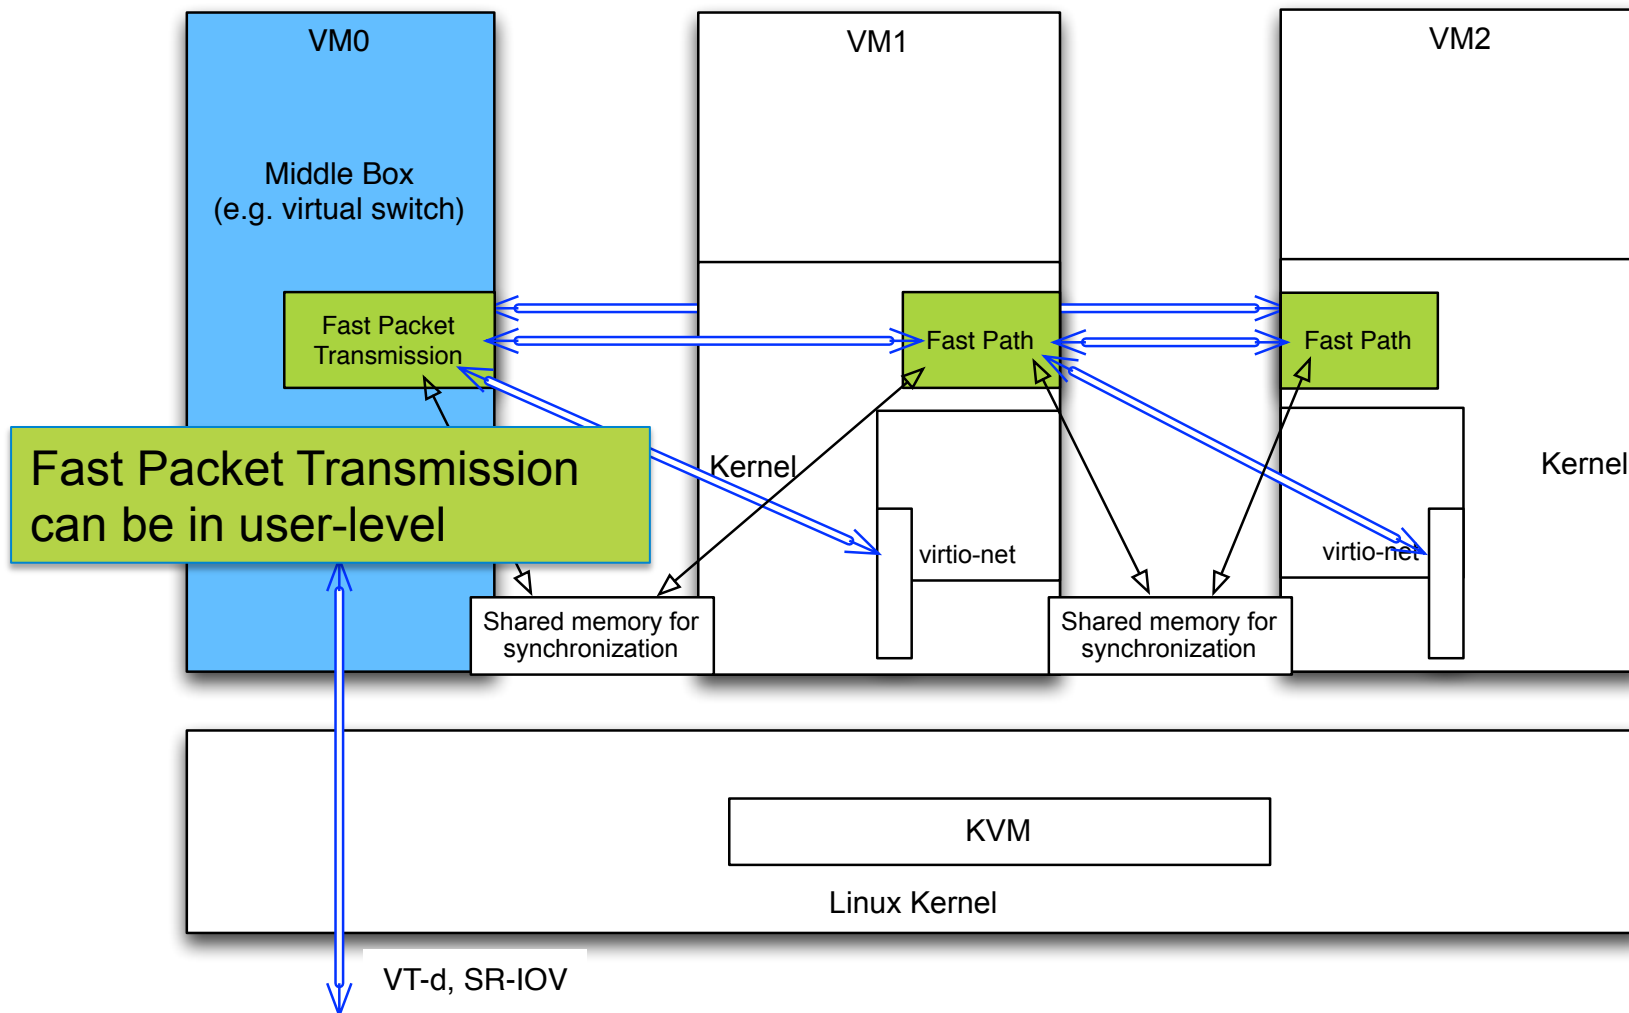 VM0
VM1
VM2
Middle Box
(e.g. virtual switch)
Fast Packet
Transmission
Fast Path
Fast Path
Fast Packet Transmission
can be in user-level
Kernel
Kernel
virtio-net
virtio-net
Shared memory for
synchronization
Shared memory for
synchronization
KVM
Linux Kernel
VT-d, SR-IOV